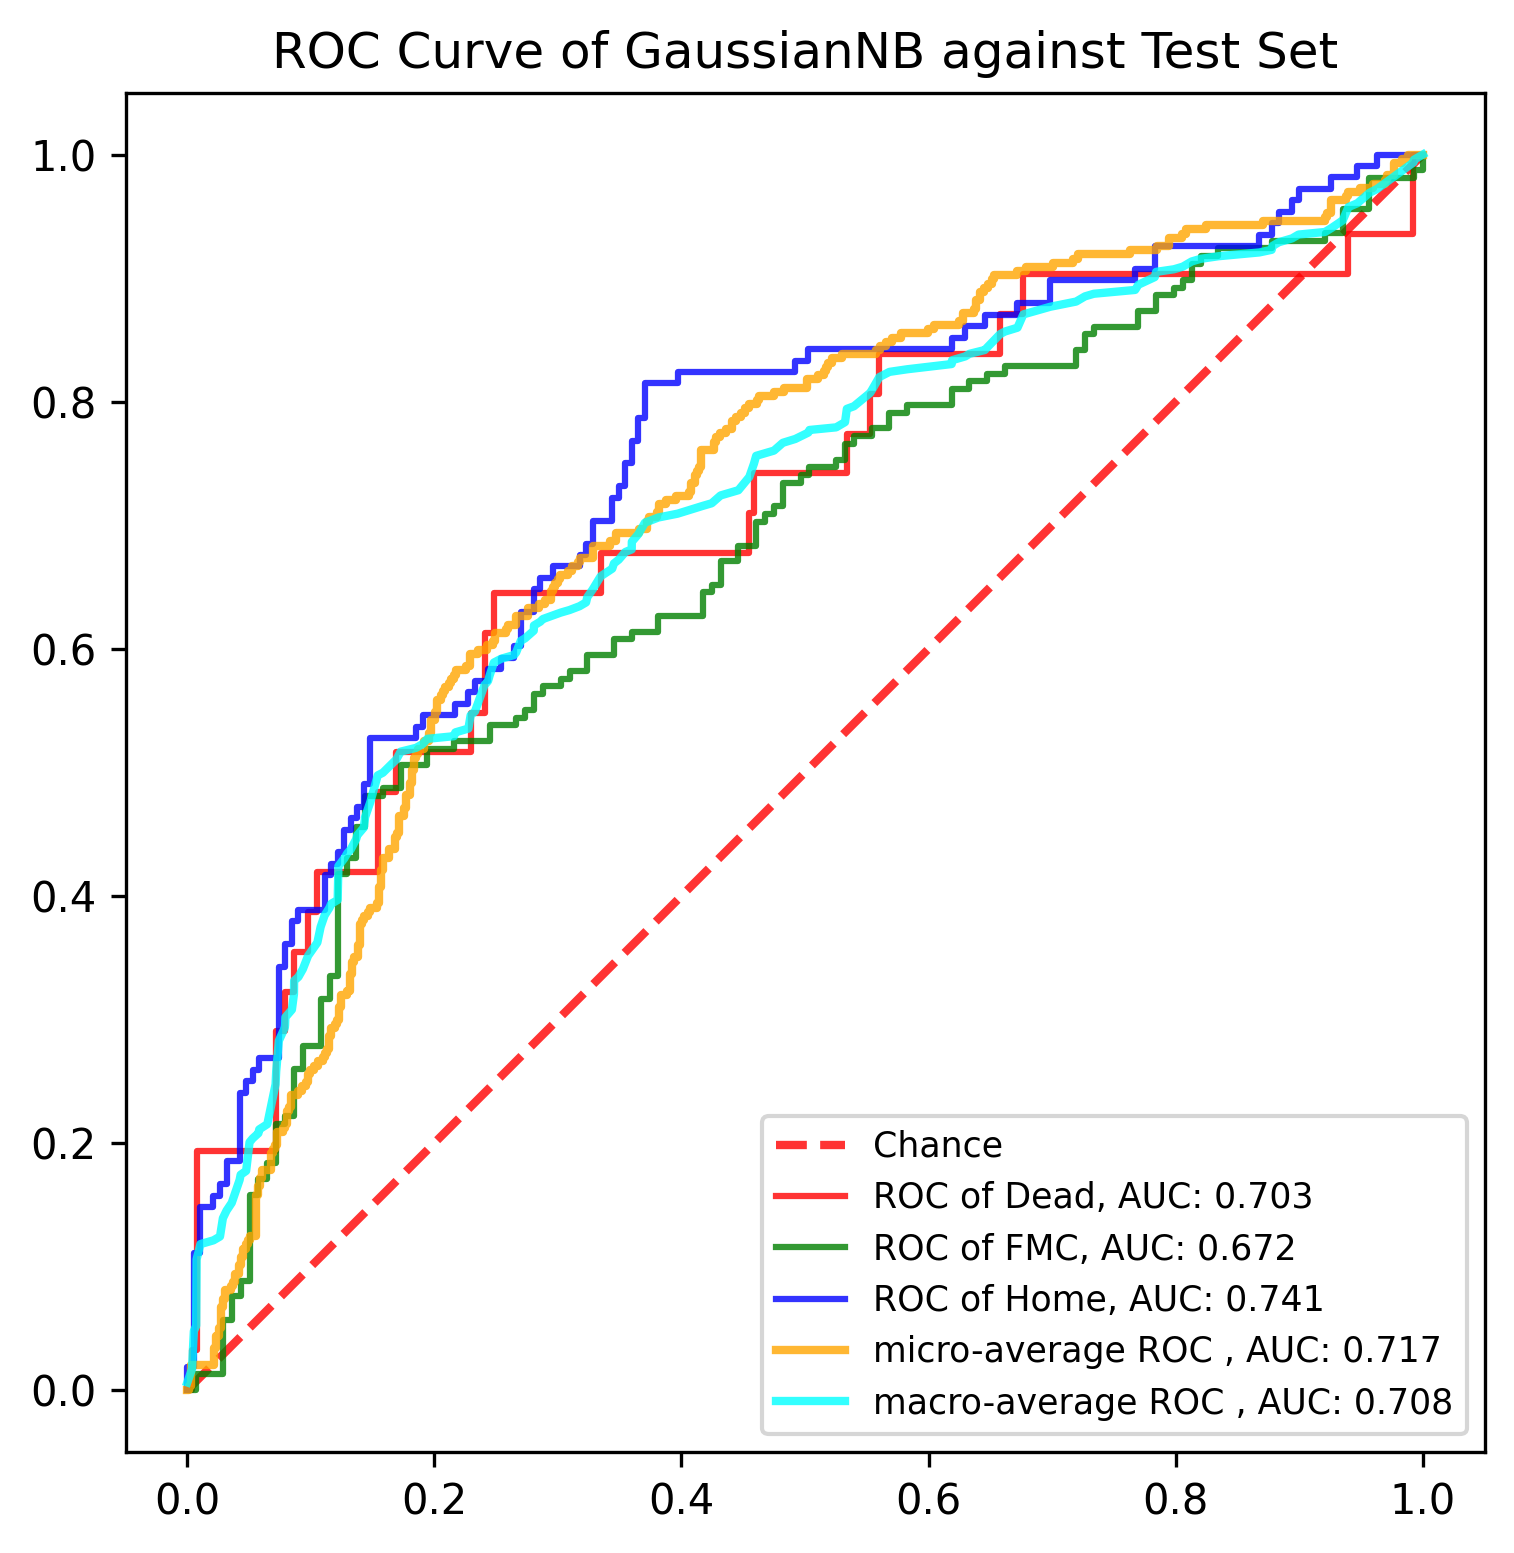 ROC Curve of GaussianNB against Test Set
1.0
0.8
0.6
0.4
0.2
0.0
Chance
ROC of Dead, AUC: 0.703
ROC of FMC, AUC: 0.672
ROC of Home, AUC: 0.741
micro-average ROC , AUC: 0.717
macro-average ROC , AUC: 0.708
0.0 0.2 0.4 0.6 0.8 1.0